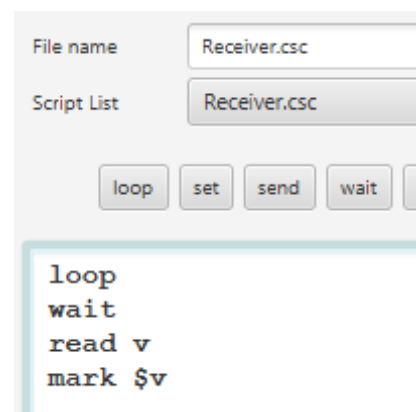 File name Receiver.csc
Script List Receiver.csc
loop set send wait
loop
wait
read v
mark $v